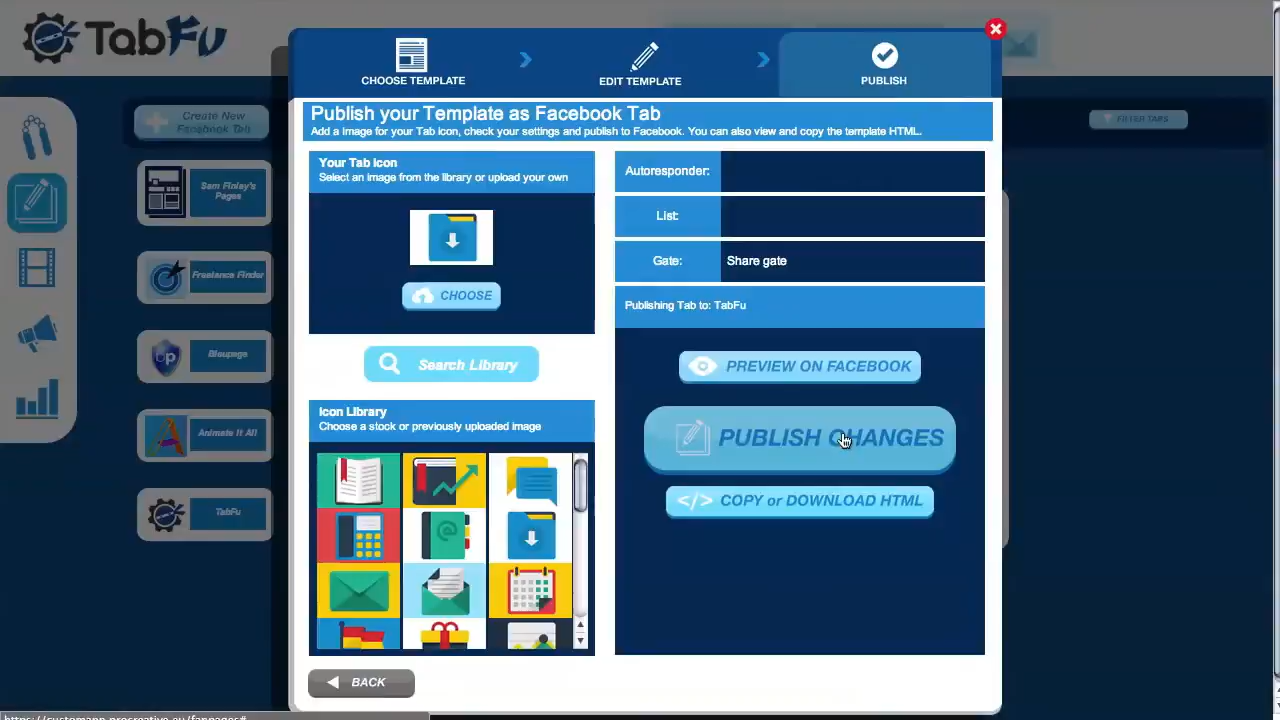 TabFu
CHOOSE TEMPLATE
EDIT TEMPLATE
PUBLISH
Publish your Template as Facebook Tab
Add a image for your Tab icon, check your settings and publish to Facebook. You can also view and copy the template HTML.
Create New
Facebook Tab
FILTER TABS
Sam Finlay's
Pages
Freelance Finder
Bloupage
Animate It All
TabFu
Your Tab Icon
Select an image from the library or upload your own
CHOOSE
Search Library
Icon Library
Choose a stock or previously uploaded image
BACK
Autoresponder:
List:
Gate:
Share gate
Publishing Tab to: TabFu
PREVIEW ON FACEBOOK
PUBLISH CHANGES
</> COPY or DOWNLOAD HTML